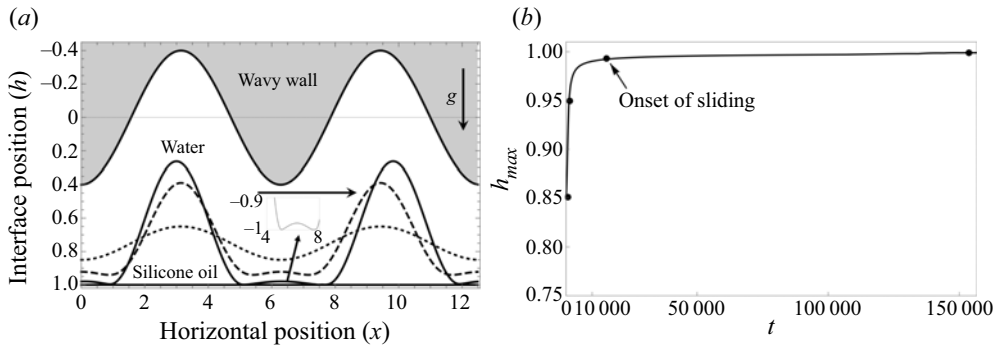 (a)
(b)
–0.4
–0.2
0
0.2
0.4
0.6
0.8
1.0
Interface position (h)
Wavy wall
g
Water
–0.9
–1
4
8
Silicone oil
0
2
4
6
8
10
12
Horizontal position (x)
1.00
0.95
0.90
0.85
0.80
0.75
h max
Onset of sliding
0
10 000
50 000
100 000
150 000
t